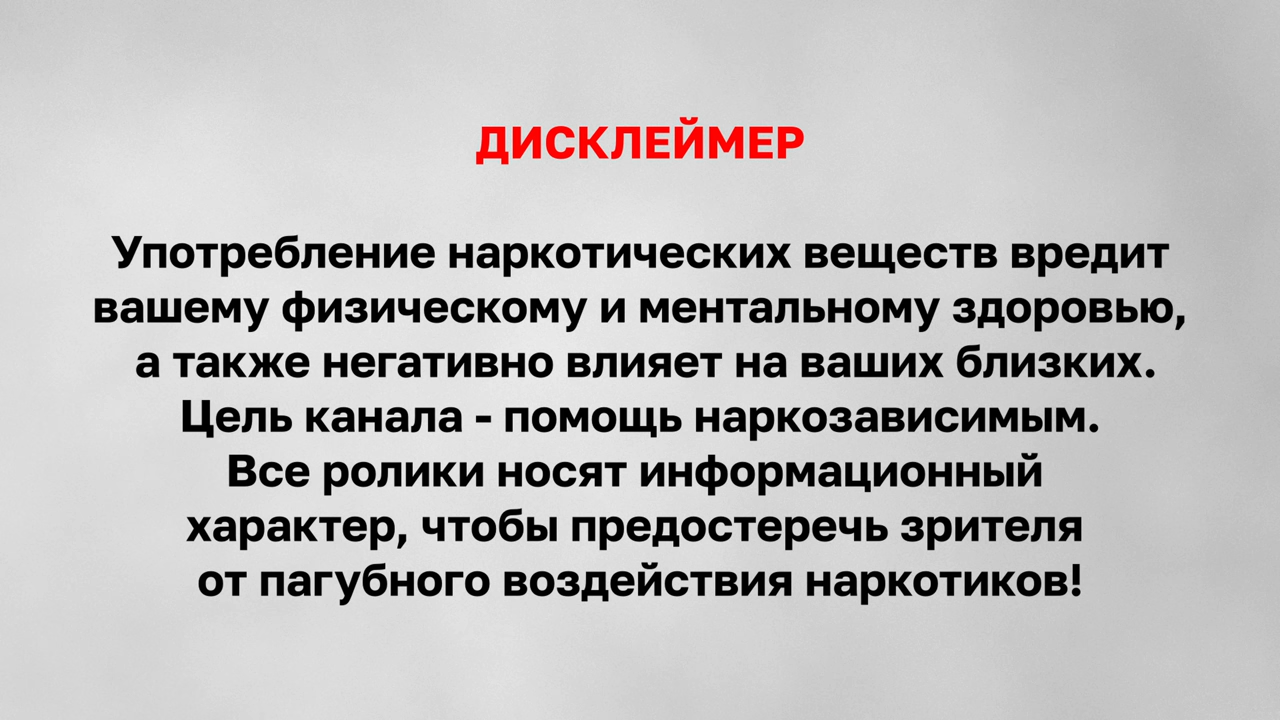 ДИСКЛЕЙМЕР
Употребление наркотических веществ вредит
вашему физическому и ментальному здоровью,
а также негативно влияет на ваших близких.
Цель канала - помощь наркозависимым.
Все ролики носят информационный
характер, чтобы предостеречь зрителя
от пагубного воздействия наркотиков!